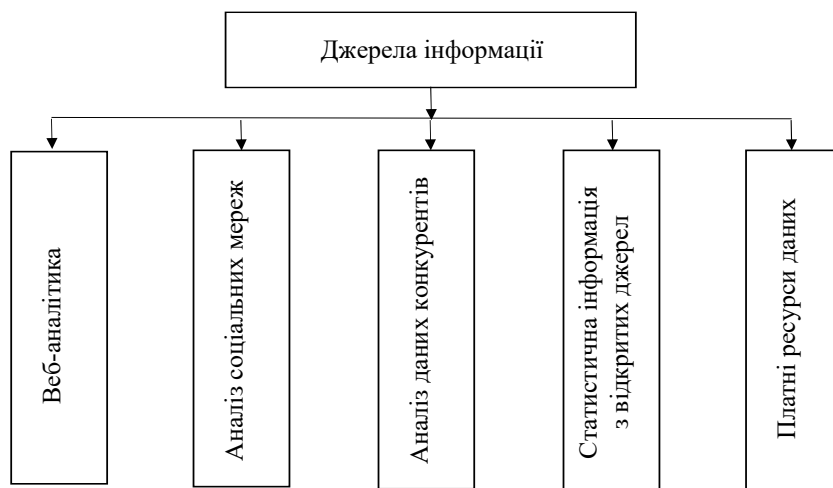 Джерела інформації
Веб-аналітика
Аналіз соціальних мереж
Аналіз даних конкурентів
Статистична інформація
з відкритих джерел
Платні ресурси даних